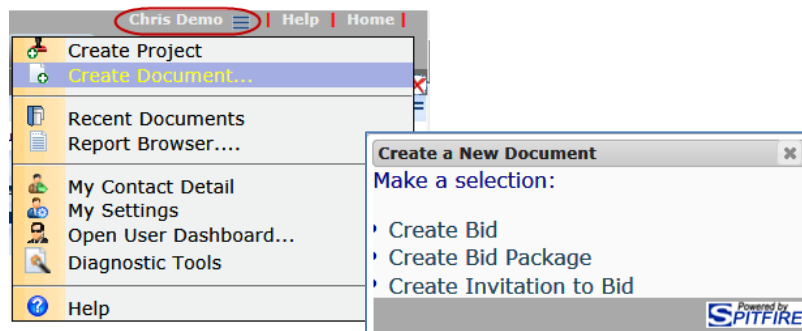 Chris Demo | Help | Home |
Create Project
Create Document...
Recent Documents
Report Browser....
My Contact Detail
My Settings
Open User Dashboard...
Diagnostic Tools
Help
Create a New Document
Make a selection:
Create Bid
Create Bid Package
Create Invitation to Bid
Powered by
SPITFIRE